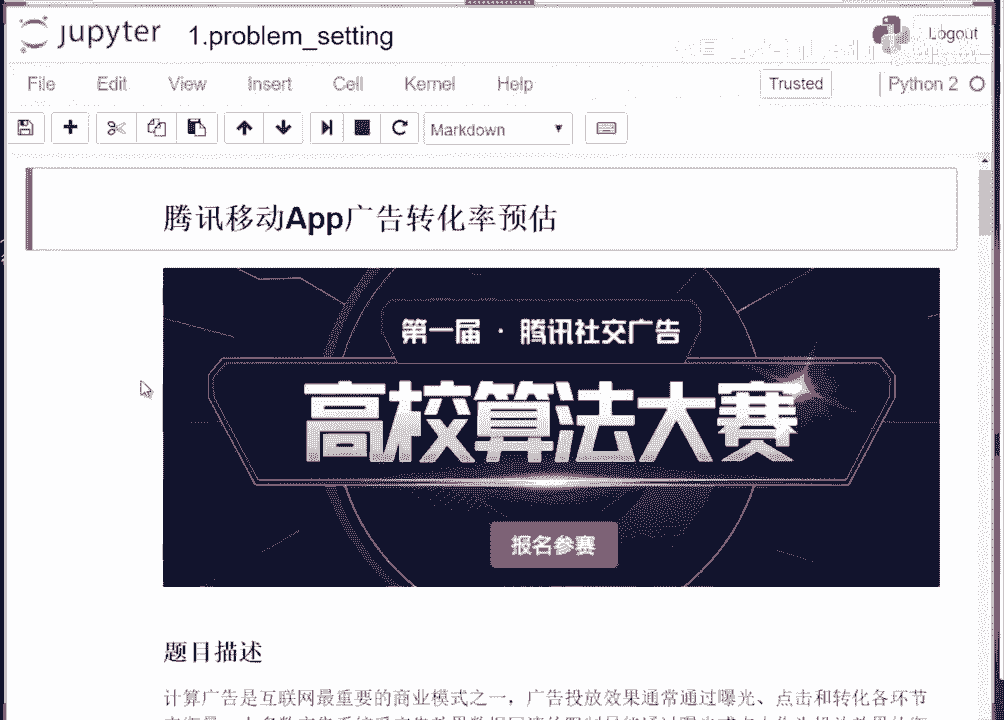 jupyter 1.problem_setting
Logout
File Edit View Insert Cell Kernel Help
Trusted
Python 2
Markdown
腾讯移动App广告转化率预估
第一届 · 腾讯社交广告
高校算法大赛
报名参赛
题目描述
计算广告是互联网最重要的商业模式之一，广告投放效果通常通过曝光、点击和转化各环节